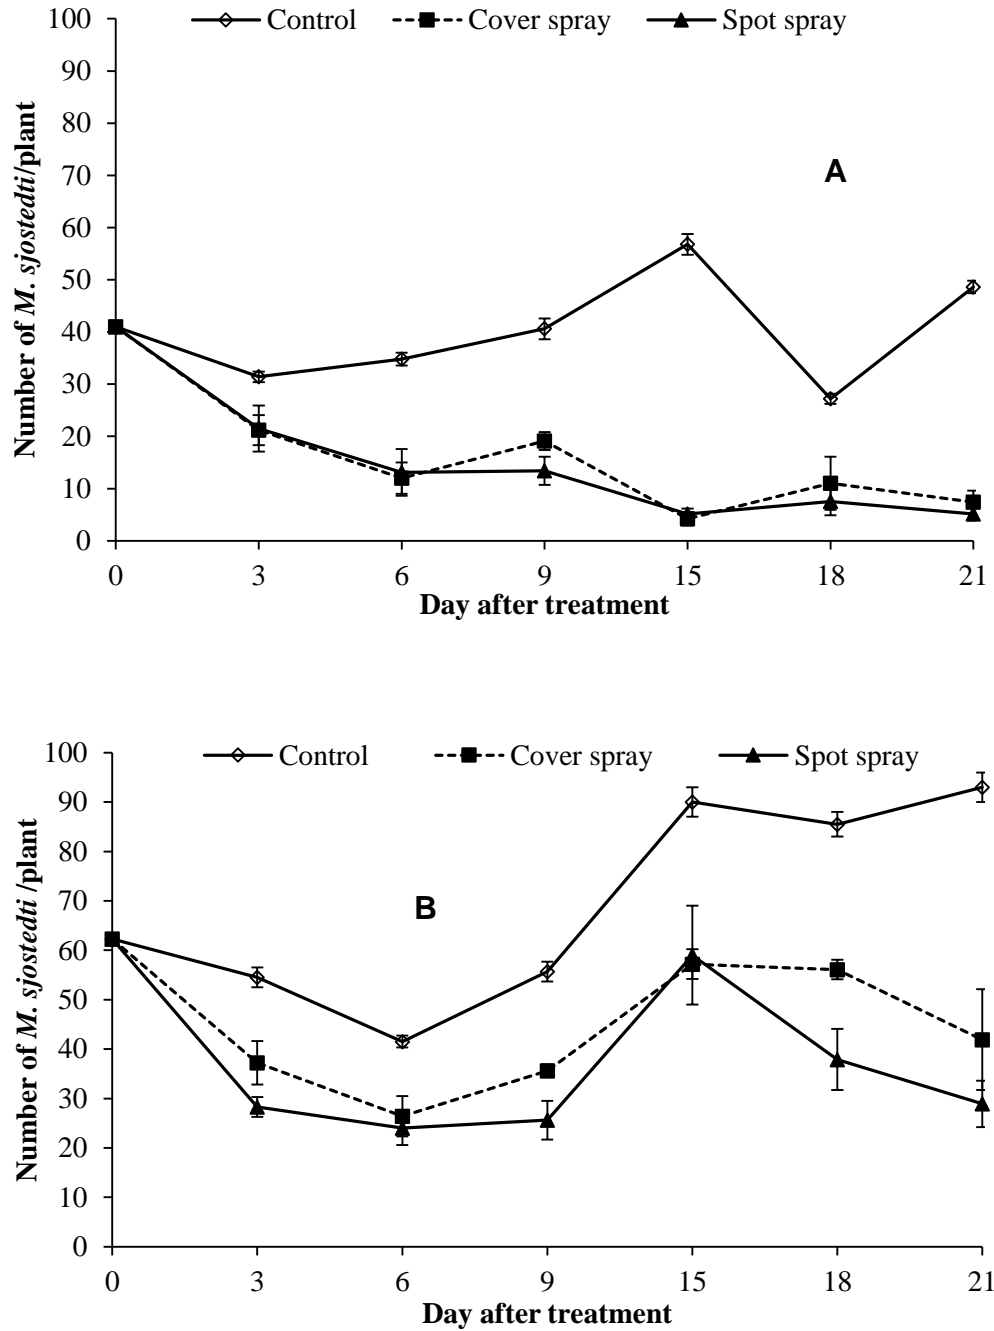 100
Control
Cover spray
Spot spray
90
80
70
60
50
40
30
20
10
0
Number of M. sjostedti/plant
A
0 3 6 9 15 18 21
Day after treatment
100
Control
Cover spray
Spot spray
90
80
70
60
50
40
30
20
10
0
Number of M. sjostedti /plant
B
0 3 6 9 15 18 21
Day after treatment